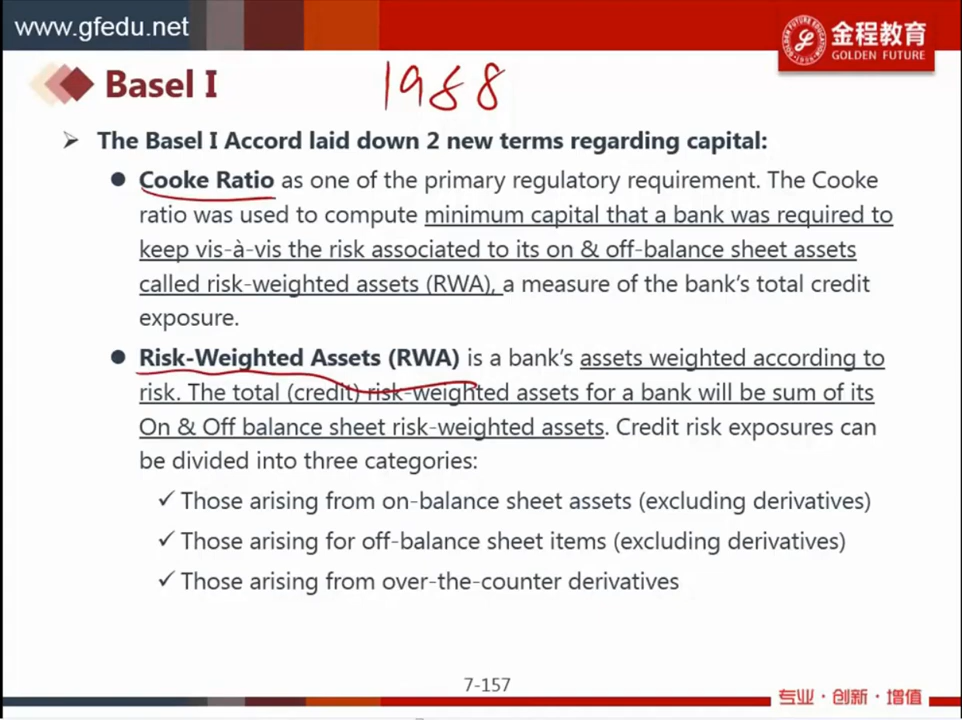 www.gfedu.net
金程教育
GOLDEN FUTURE
Basel I
1988
➢ The Basel I Accord laid down 2 new terms regarding capital:
● Cooke Ratio as one of the primary regulatory requirement. The Cooke
ratio was used to compute minimum capital that a bank was required to
keep vis-à-vis the risk associated to its on & off-balance sheet assets
called risk-weighted assets (RWA), a measure of the bank's total credit
exposure.
● Risk-Weighted Assets (RWA) is a bank's assets weighted according to
risk. The total (credit) risk-weighted assets for a bank will be sum of its
On & Off balance sheet risk-weighted assets. Credit risk exposures can
be divided into three categories:
✓ Those arising from on-balance sheet assets (excluding derivatives)
✓ Those arising for off-balance sheet items (excluding derivatives)
✓ Those arising from over-the-counter derivatives
7-157
专业·创新·增值